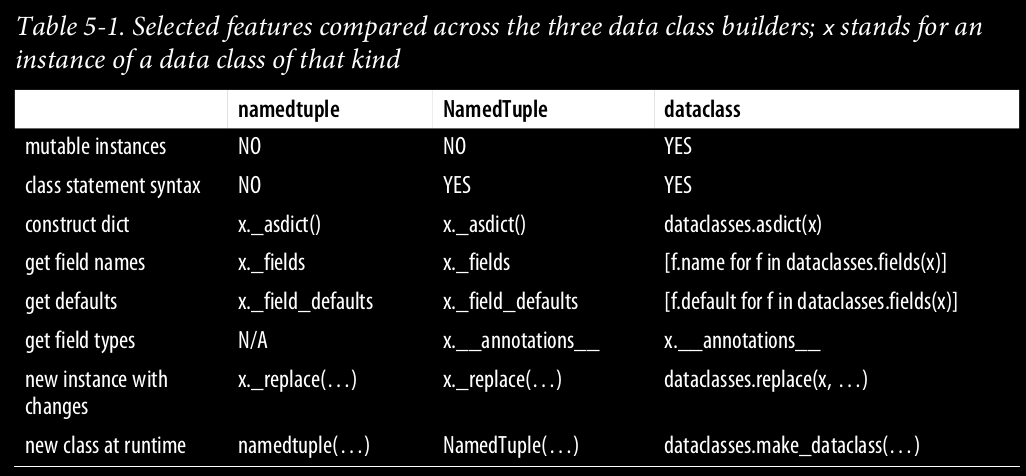 Table 5-1. Selected features compared across the three data class builders; x stands for an
instance of a data class of that kind
namedtuple NamedTuple dataclass
mutable instances NO NO YES
class statement syntax NO YES YES
construct dict x._asdict() x._asdict() dataclasses.asdict(x)
get field names x._fields x._fields [f.name for f in dataclasses.fields(x)]
get defaults x._field_defaults x._field_defaults [f.default for f in dataclasses.fields(x)]
get field types N/A x.__annotations__ x.__annotations__
new instance with x._replace(…) x._replace(…) dataclasses.replace(x, …)
changes
new class at runtime namedtuple(…) NamedTuple(…) dataclasses.make_dataclass(…)